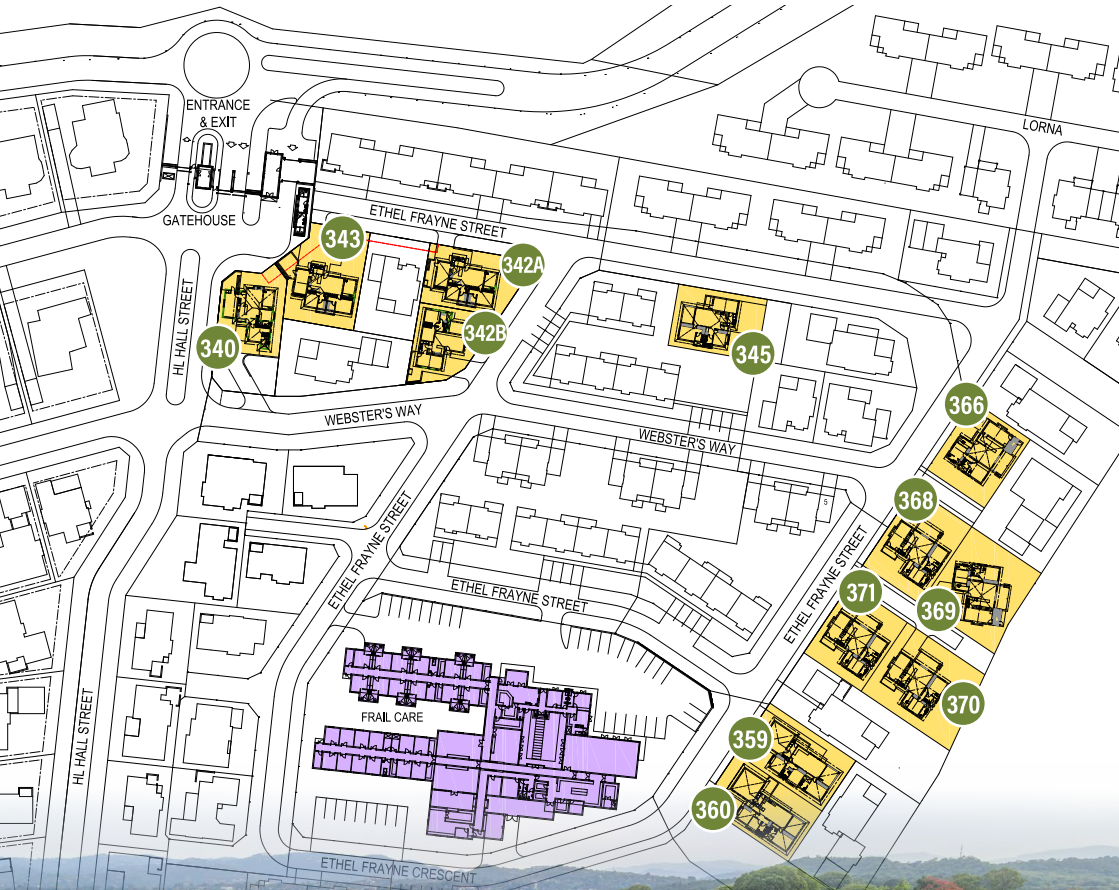 ENTRANCE
& EXIT
LORNA
GATEHOUSE
ETHEL FRAYNE STREET
343
342A
HL HALL STREET
340
342B
345
WEBSTER'S WAY
366
WEBSTER'S WAY
368
5
ETHEL FRAYNE STREET
ETHEL FRAYNE STREET
371
ETHEL FRAYNE STREET
369
370
HL HALL STREET
FRAIL CARE
359
360
ETHEL FRAYNE CRESCENT